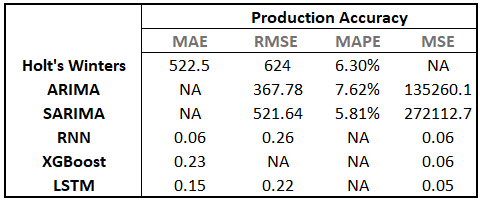 Production Accuracy
MAE RMSE MAPE MSE
Holt's Winters 522.5 624 6.30% NA
ARIMA NA 367.78 7.62% 135260.1
SARIMA NA 521.64 5.81% 272112.7
RNN 0.06 0.26 NA 0.06
XGBoost 0.23 NA NA 0.06
LSTM 0.15 0.22 NA 0.05